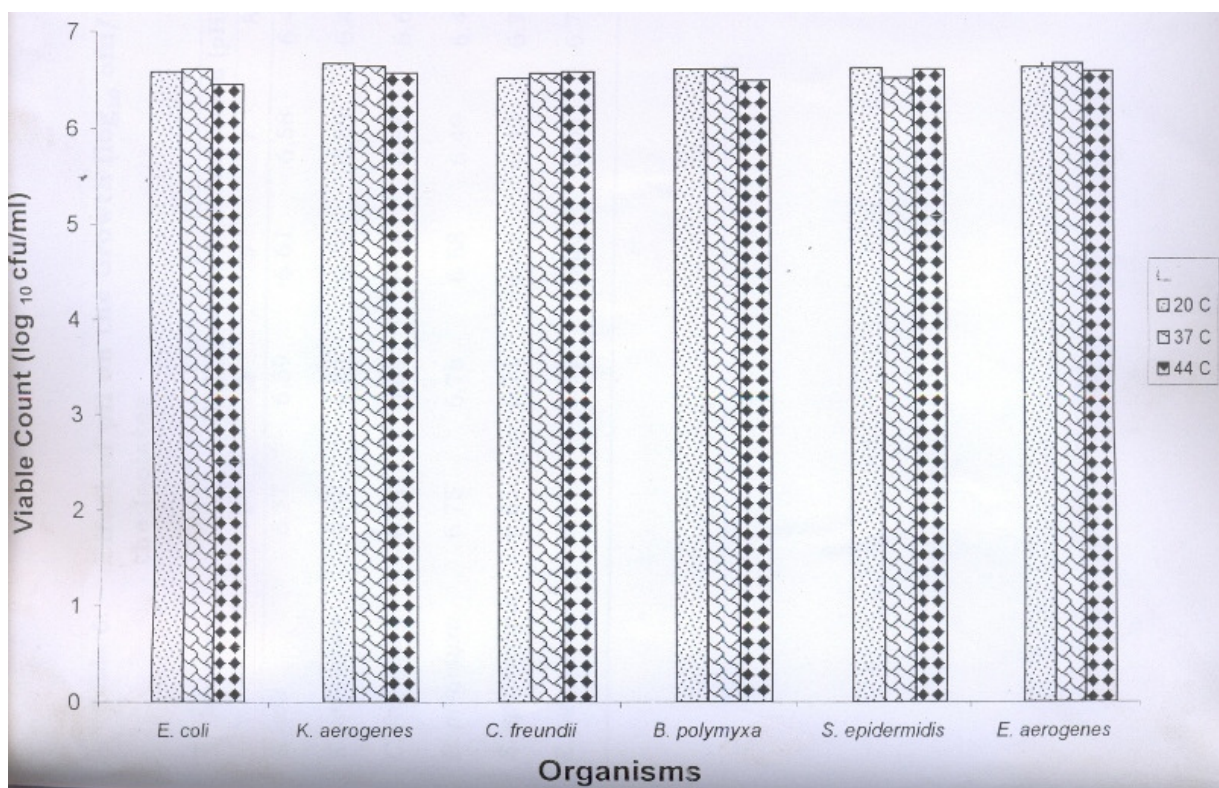 7
6
5
4
3
2
1
0
Viable Count (log 10 cfu/ml)
E. coli
K. aerogenes
C. freundii
B. polymyxa
S. epidermidis
E. aerogenes
Organisms
20 C
37 C
44 C